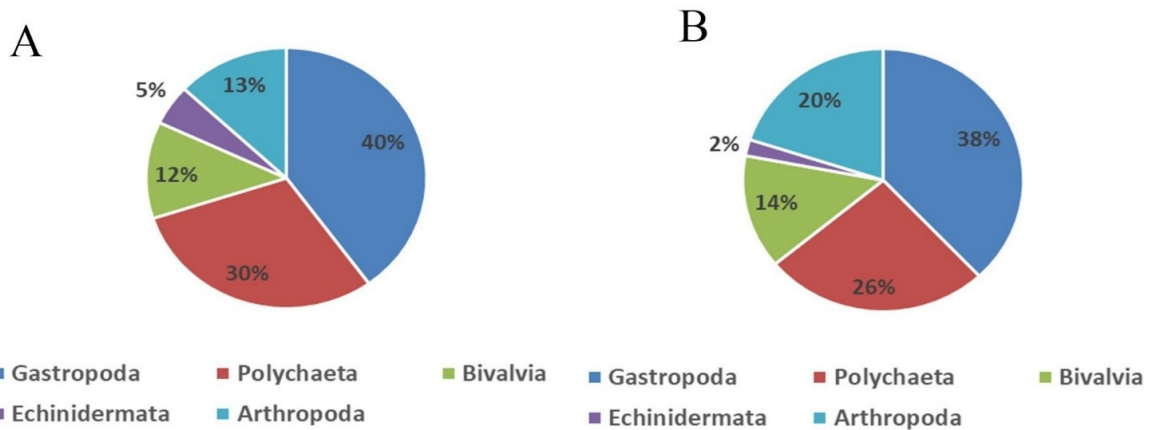 A
13%
5%
40%
12%
30%
Gastropoda Polychaeta Bivalvia
Echinidermata Arthropoda
B
20%
38%
2%
14%
26%
Gastropoda Polychaeta Bivalvia
Echinidermata Arthropoda